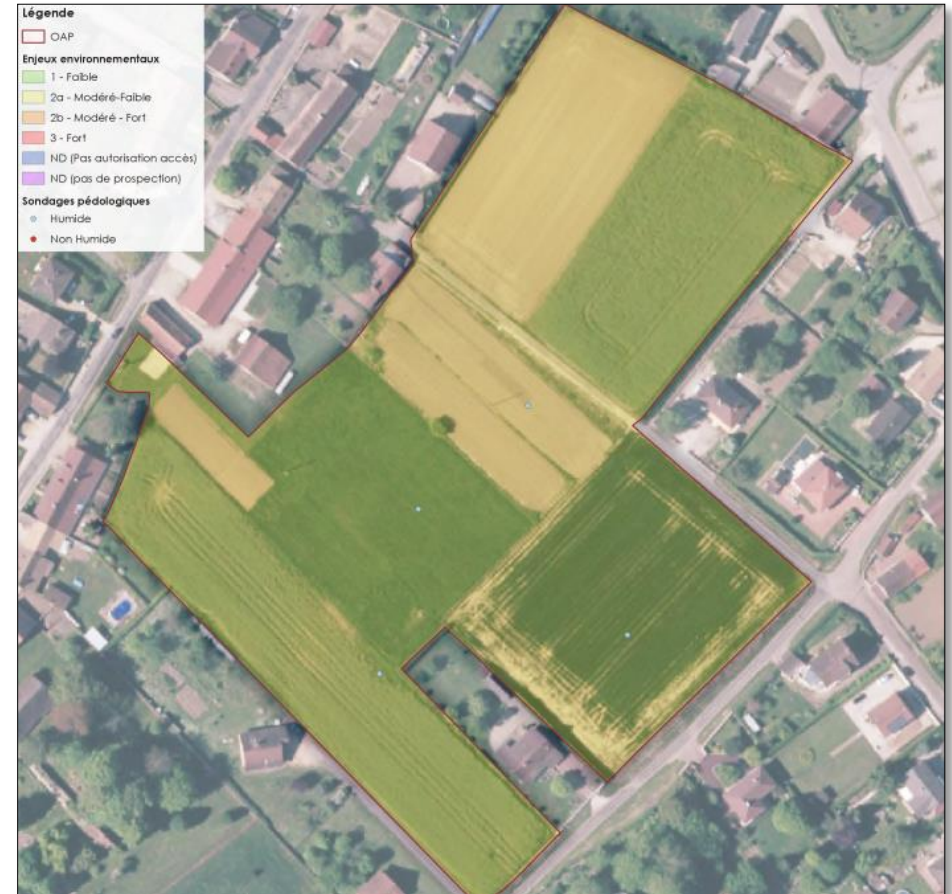 Légende
OAP
Enjeux environnementaux
1 - Faible
2a - Modéré-Faible
2b - Modéré - Fort
3 - Fort
ND (Pas autorisation accès)
ND (pas de prospection)
Sondages pédologiques
Humide
Non Humide